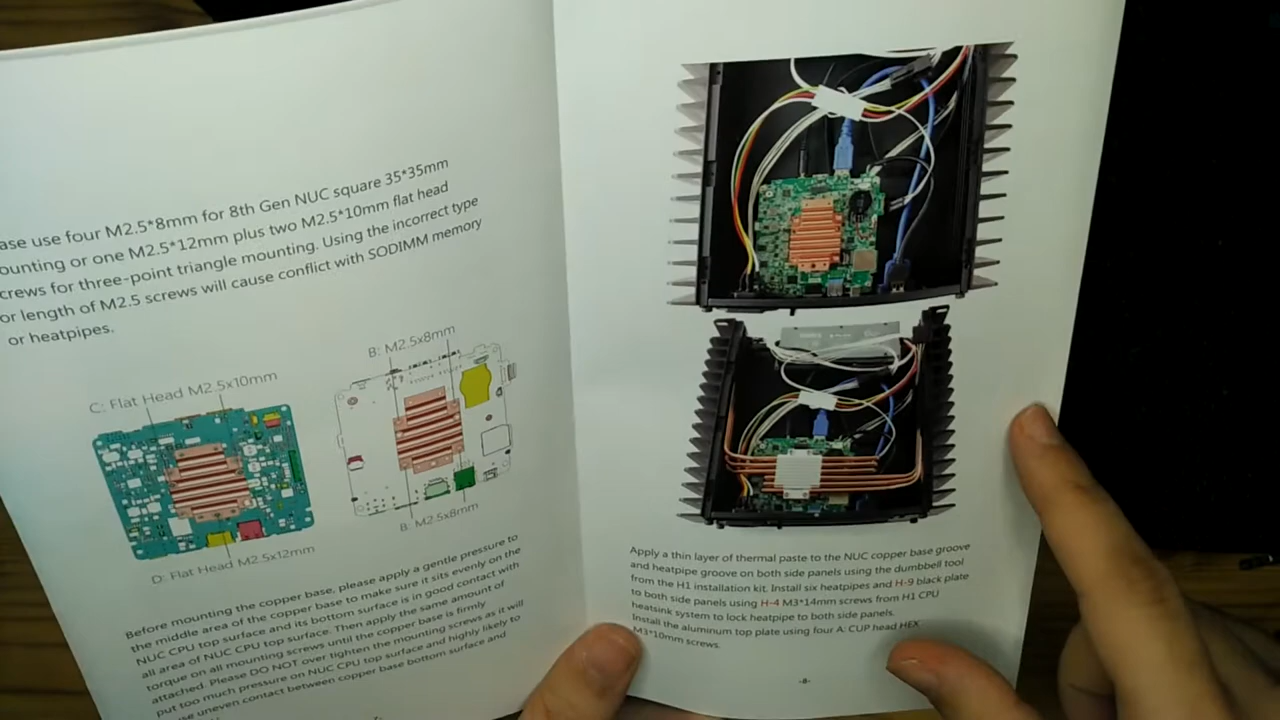 ase use four M2.5*8mm for 8th Gen NUC square 35*35mm
ounting or one M2.5*12mm plus two M2.5*10mm flat head
crews for three-point triangle mounting. Using the incorrect type
or length of M2.5 screws will cause conflict with SODIMM memory
or heatpipes.
C: Flat Head M2.5x10mm
B: M2.5x8mm
B: M2.5x8mm
D: Flat Head M2.5x12mm
Before mounting the copper base, please apply a gentle pressure to
the middle area of the copper base to make sure it sits evenly on the
NUC CPU top surface and its bottom surface is in good contact with
all area of NUC CPU top surface. Then apply the same amount of
torque on all mounting screws until the copper base is firmly
attached. Please DO NOT over tighten the mounting screws as it will
put too much pressure on NUC CPU top surface and highly likely to
uneven contact between copper base bottom surface and
Apply a thin layer of thermal paste to the NUC copper base groove
and heatpipe groove on both side panels using the dumbbell tool
from the H1 installation kit. Install six heatpipes and H-9 black plate
to both side panels using H-4 M3*14mm screws from H1 CPU
heatsink system to lock heatpipe to both side panels.
Install the aluminum top plate using four A: CUP head HEX
M3*10mm screws.
-8-